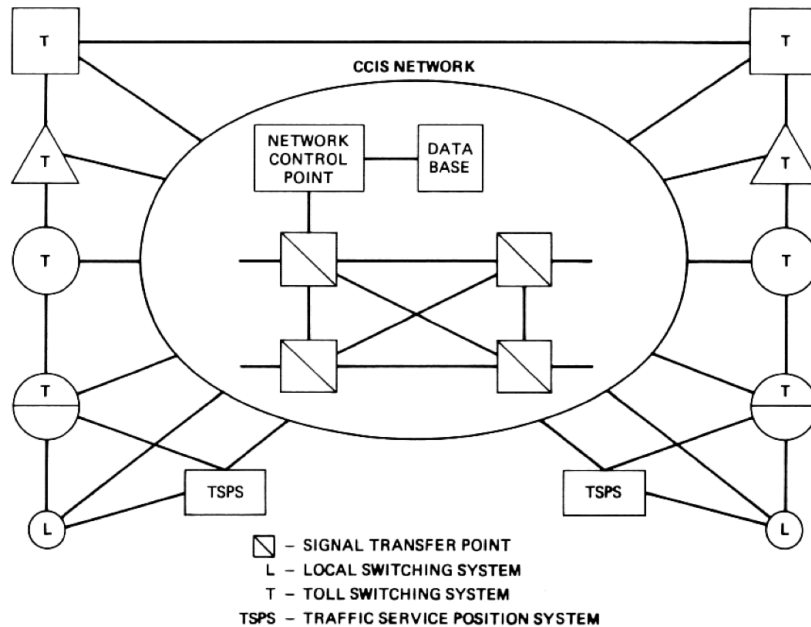 T
T
CCIS NETWORK
NETWORK
CONTROL
POINT
DATA
BASE
T
T
T
T
T
T
TSPS
TSPS
L
L
– SIGNAL TRANSFER POINT
L – LOCAL SWITCHING SYSTEM
T – TOLL SWITCHING SYSTEM
TSPS – TRAFFIC SERVICE POSITION SYSTEM